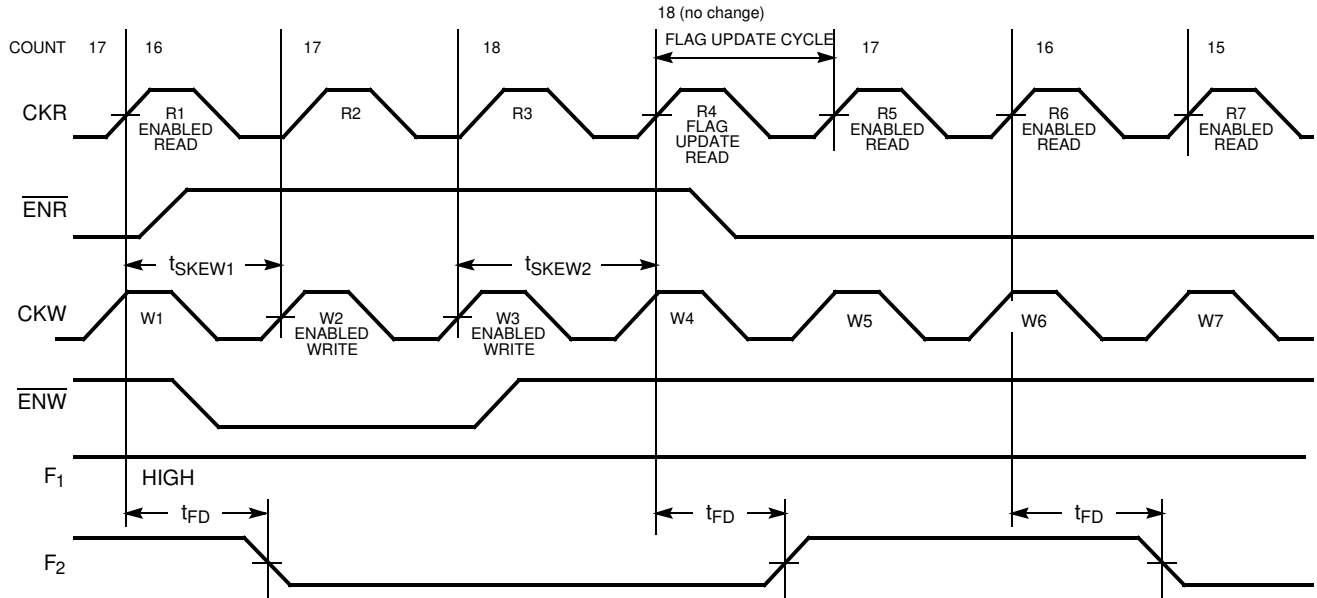 18 (no change)
COUNT 17 16 17 18 FLAG UPDATE CYCLE 17 16 15
CKR
R1
ENABLED
READ
R2
R3
R4
FLAG
UPDATE
READ
R5
ENABLED
READ
R6
ENABLED
READ
R7
ENABLED
READ
ENR
tSKEW1
tSKEW2
CKW
W1
W2
ENABLED
WRITE
W3
ENABLED
WRITE
W4
W5
W6
W7
ENW
F1
HIGH
tFD
tFD
tFD
F2